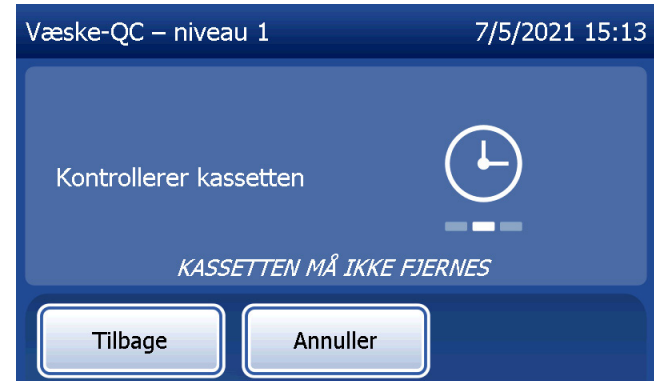 Væske-QC – niveau 1 7/5/2021 15:13
Kontrollerer kassetten
KASSETTEN MÅ IKKE FJERNES
Tilbage Annuller